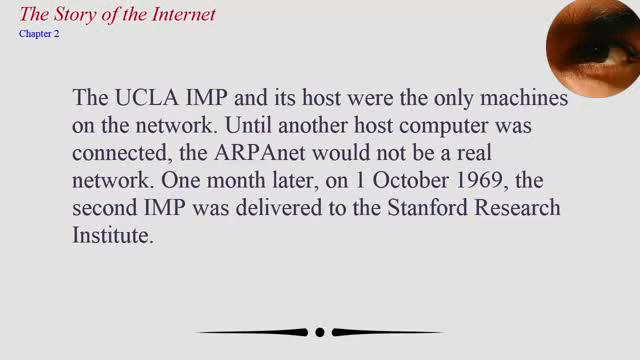 The Story of the Internet
Chapter 2
The UCLA IMP and its host were the only machines
on the network. Until another host computer was
connected, the ARPAnet would not be a real
network. One month later, on 1 October 1969, the
second IMP was delivered to the Stanford Research
Institute.